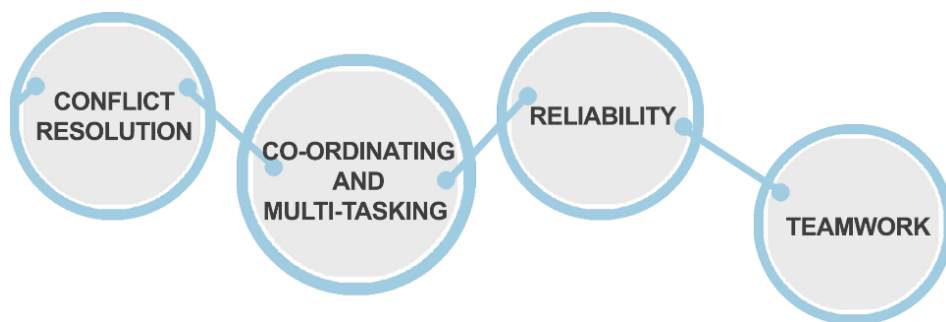 CONFLICT
RESOLUTION
CO-ORDINATING
AND
MULTI-TASKING
RELIABILITY
TEAMWORK